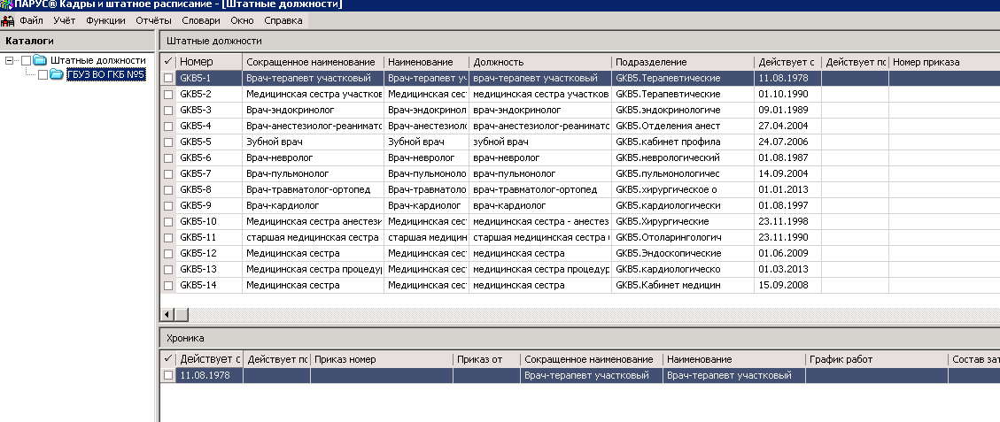 ПАРУС® Кадры и штатное расписание - [Штатные должности]
Файл Учёт Функции Отчёты Словари Окно Справка
Каталоги
Штатные должности
ГБУЗ ВО ГКБ №5
Штатные должности
✓ Номер Сокращенное наименование Наименование Должность Подразделение Действует с Действует по Номер приказа
GKB5-1 Врач-терапевт участковый Врач-терапевт уч врач-терапевт участковый GKB5.Терапевтические 11.08.1978
GKB5-2 Медицинская сестра участков Медицинская сест медицинская сестра участков GKB5.Терапевтические 01.10.1990
GKB5-3 Врач-эндокринолог Врач-эндокринол врач-эндокринолог GKB5.эндокринологиче 09.01.1989
GKB5-4 Врач-анестезиолог-реанимато Врач-анестезиоло врач-анестезиолог-реанимато GKB5.Отделения анест 27.04.2004
GKB5-5 Зубной врач Зубной врач зубной врач GKB5.кабинет профила 24.07.2006
GKB5-6 Врач-невролог Врач-невролог врач-невролог GKB5.неврологический 01.08.1987
GKB5-7 Врач-пульмонолог Врач-пульмоноло врач-пульмонолог GKB5.пульмонологичес 14.09.2004
GKB5-8 Врач-травматолог-ортопед Врач-травматоло врач-травматолог-ортопед GKB5.хирургическое о 01.01.2013
GKB5-9 Врач-кардиолог Врач-кардиолог врач-кардиолог GKB5.кардиологически 01.08.1997
GKB5-10 Медицинская сестра анестези Медицинская сест медицинская сестра - анестез GKB5.Хирургические 23.11.1998
GKB5-11 старшая медицинская сестра старшая медицин старшая медицинская сестра GKB5.Отоларингологич 23.11.1990
GKB5-12 Медицинская сестра Медицинская сест медицинская сестра GKB5.Эндоскопические 01.06.2009
GKB5-13 Медицинская сестра процедур Медицинская сест медицинская сестра процедур GKB5.кардиологическо 01.03.2013
GKB5-14 Медицинская сестра Медицинская сест медицинская сестра GKB5.Кабинет медицин 15.09.2008
Хроника
✓ Действует с Действует по Приказ номер Приказ от Сокращенное наименование Наименование График работ Состав зат
11.08.1978 Врач-терапевт участковый Врач-терапевт участковый